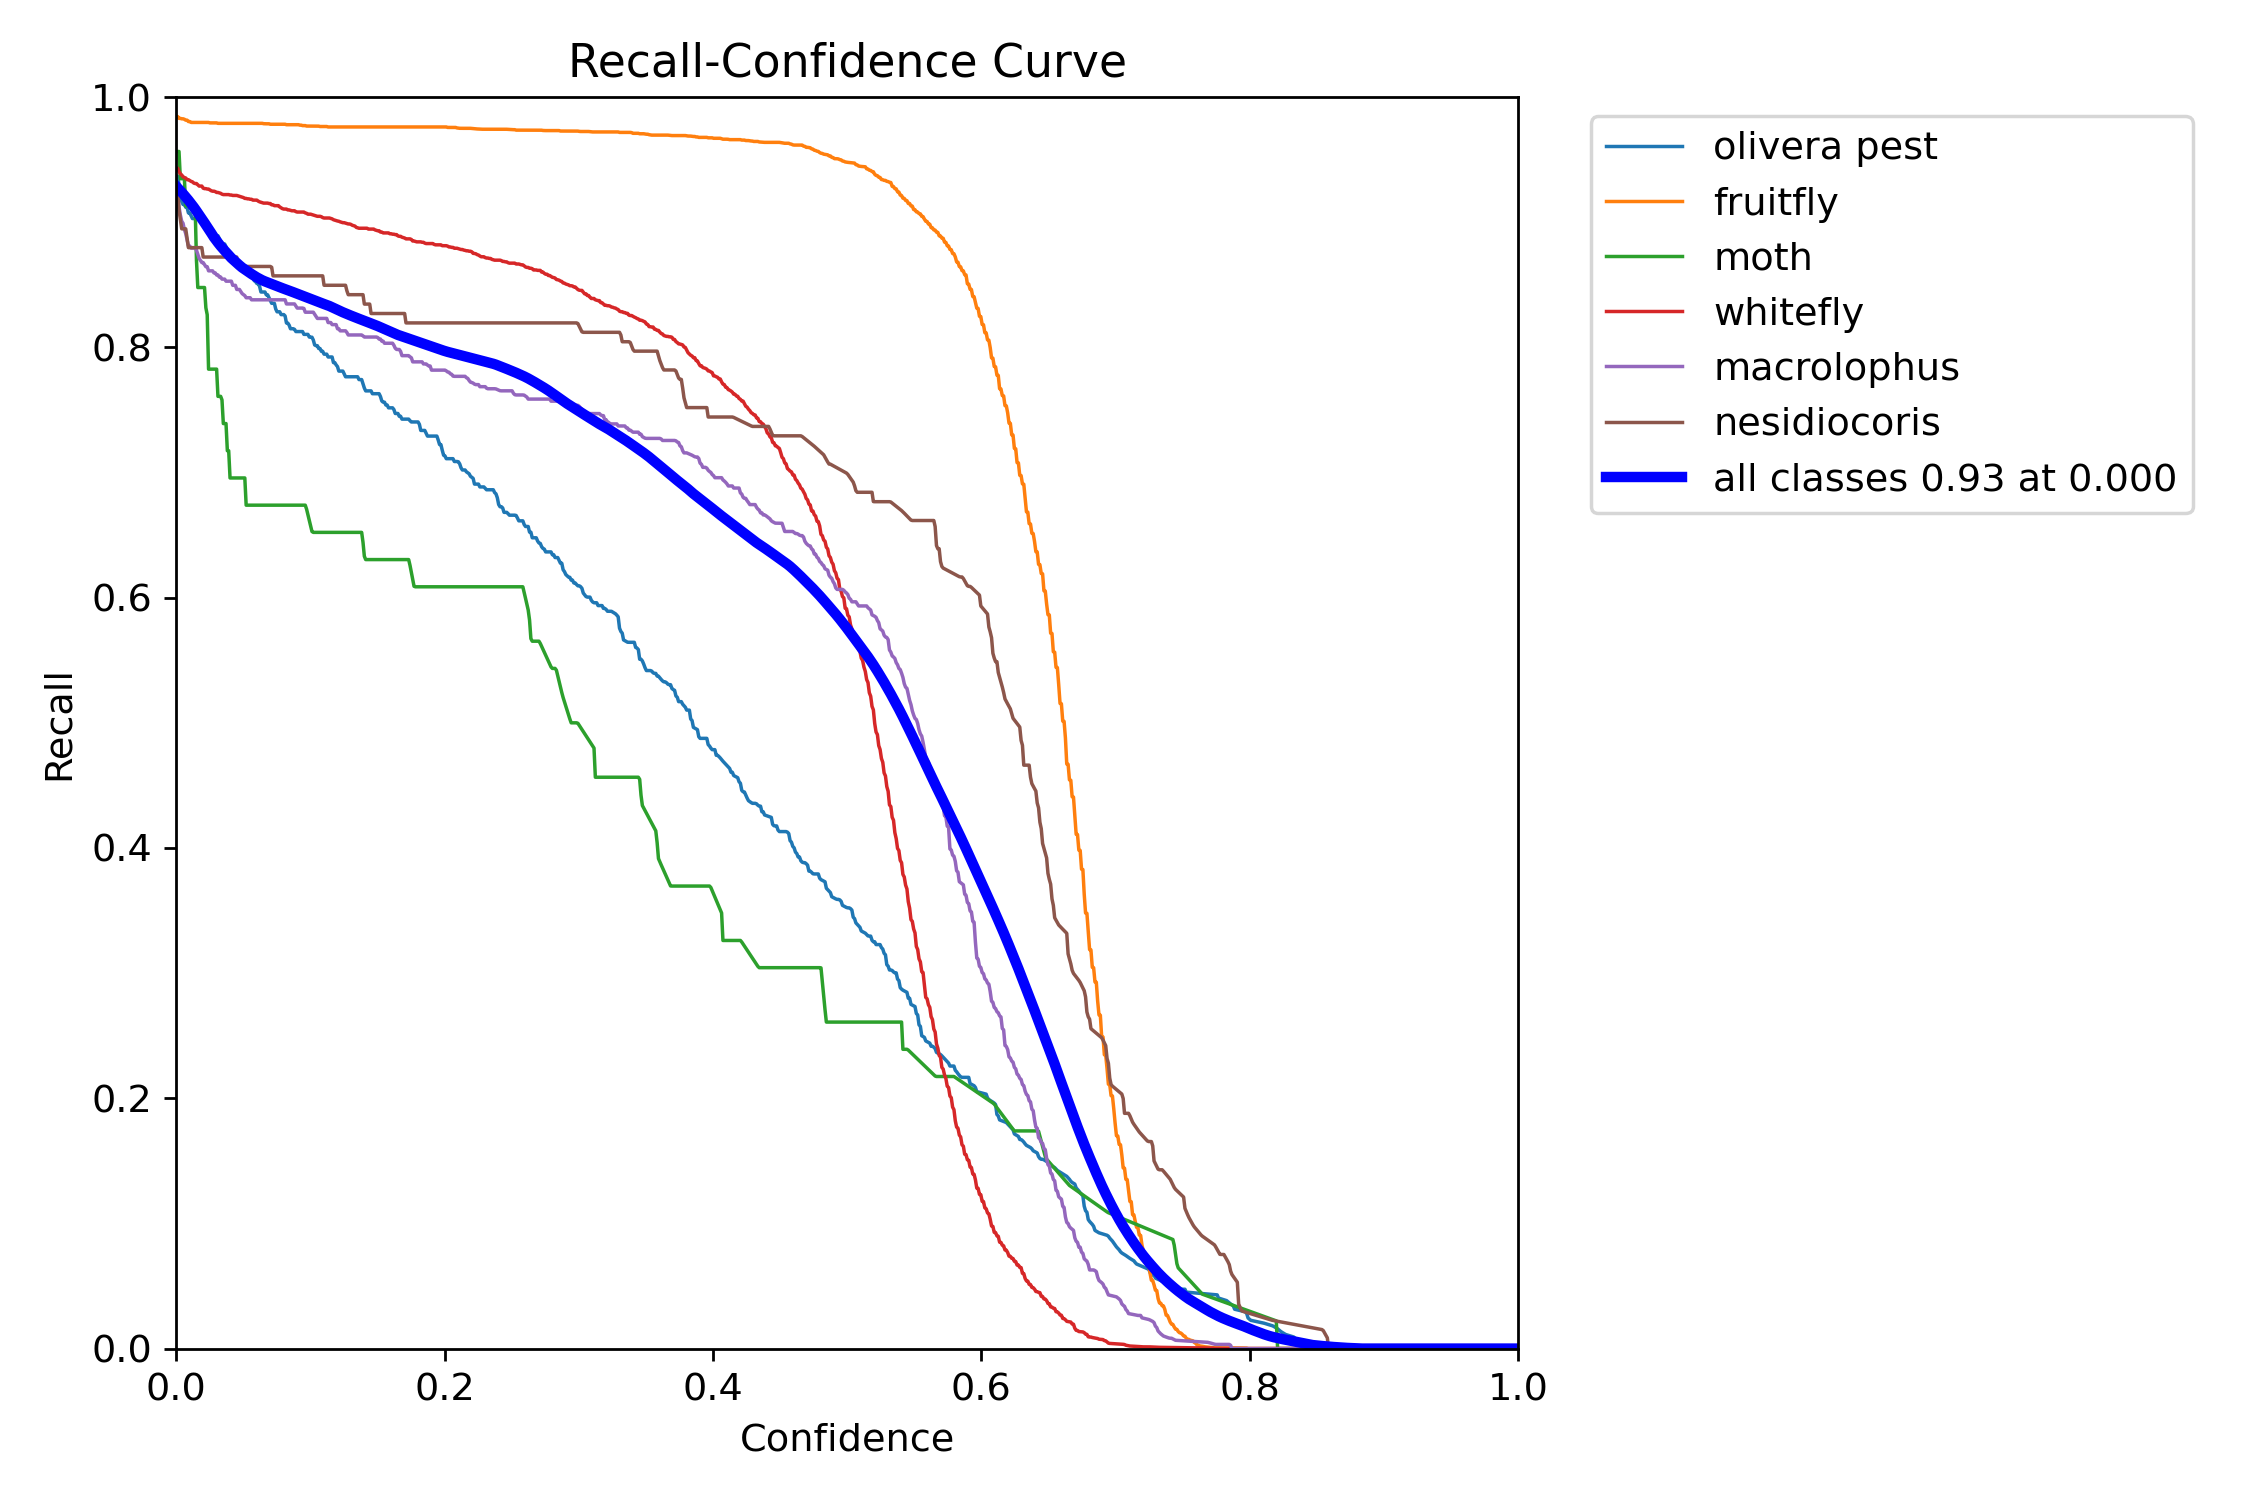 Recall-Confidence Curve
1.0
0.8
0.6
0.4
0.2
0.0
Recall
0.0 0.2 0.4 0.6 0.8 1.0
Confidence
olivera pest
fruitfly
moth
whitefly
macrolophus
nesidiocoris
all classes 0.93 at 0.000